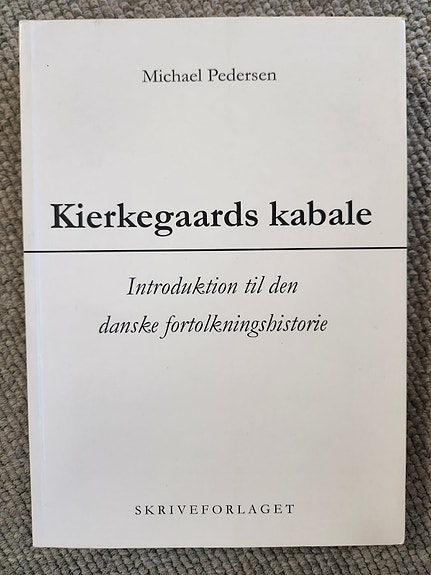 Michael Pedersen
Kierkegaards kabale
Introduktion til den
danske fortolkningshistorie
SKRIVEFORLAGET